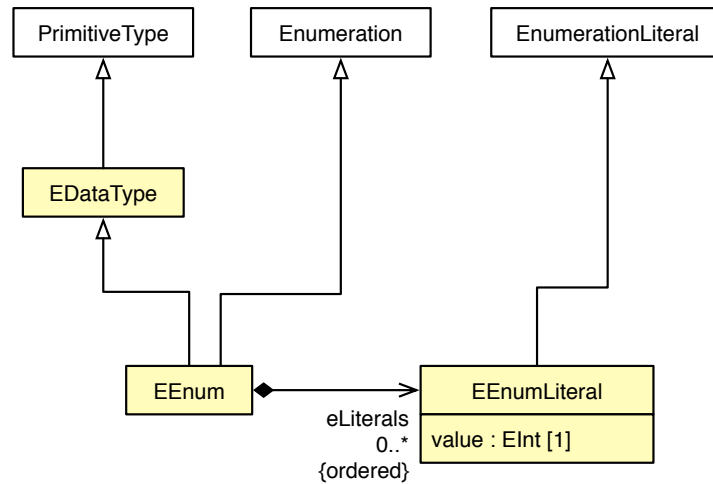 PrimitiveType
Enumeration
EnumerationLiteral
EDataType
EEnum
EEnumLiteral
eLiterals
0..*
{ordered}
value : EInt [1]